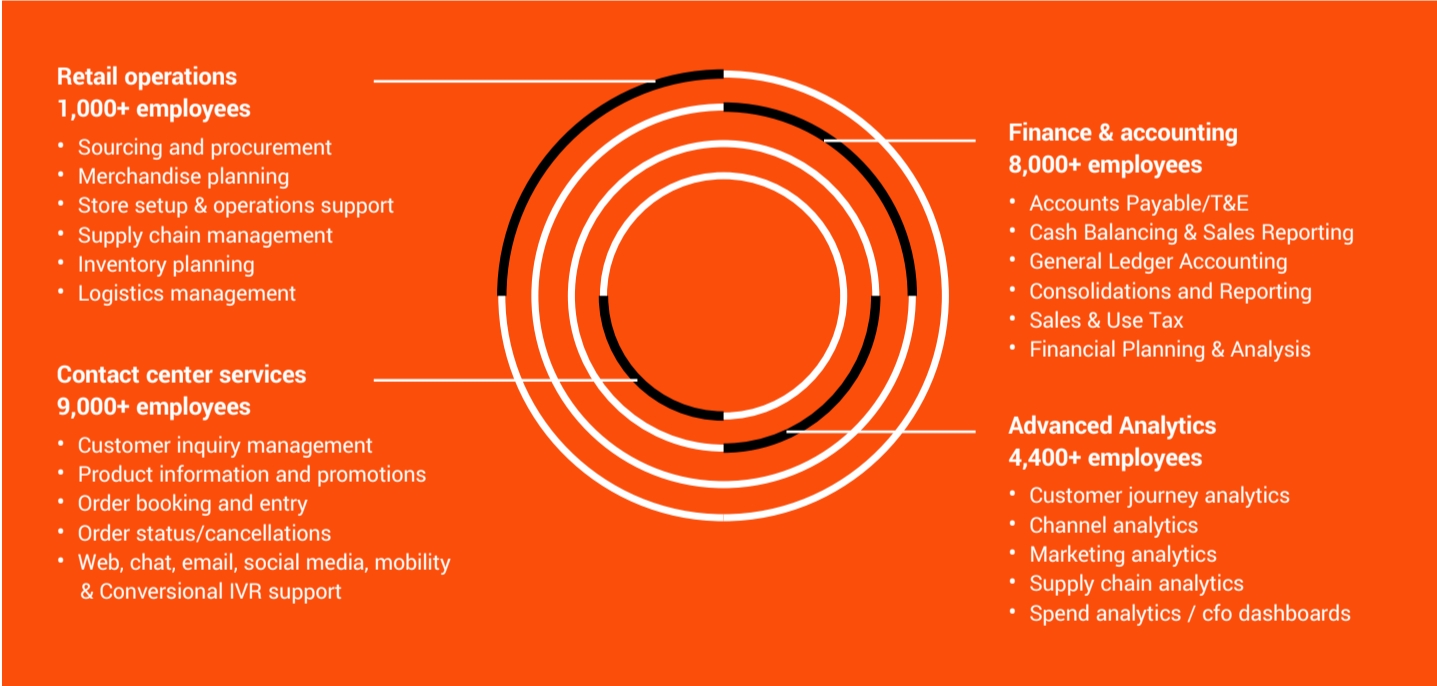 Retail operations
1,000+ employees
• Sourcing and procurement
• Merchandise planning
• Store setup & operations support
• Supply chain management
• Inventory planning
• Logistics management
Contact center services
9,000+ employees
• Customer inquiry management
• Product information and promotions
• Order booking and entry
• Order status/cancellations
• Web, chat, email, social media, mobility
& Conversional IVR support
Finance & accounting
8,000+ employees
• Accounts Payable/T&E
• Cash Balancing & Sales Reporting
• General Ledger Accounting
• Consolidations and Reporting
• Sales & Use Tax
• Financial Planning & Analysis
Advanced Analytics
4,400+ employees
• Customer journey analytics
• Channel analytics
• Marketing analytics
• Supply chain analytics
• Spend analytics / cfo dashboards